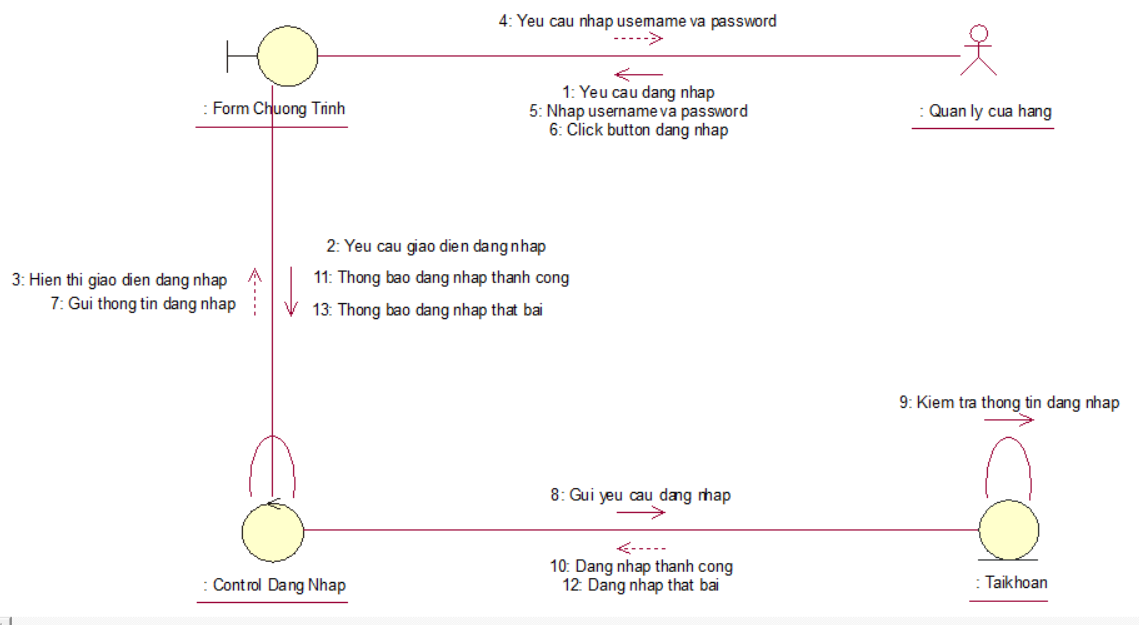 4: Yeu cau nhap username va password
1: Yeu cau dang nhap
5: Nhap username va password
6: Click button dang nhap
: Form Chuong Trinh
: Quan ly cua hang
2: Yeu cau giao dien dang nhap
11: Thong bao dang nhap thanh cong
13: Thong bao dang nhap that bai
3: Hien thi giao dien dang nhap
7: Gui thong tin dang nhap
9: Kiem tra thong tin dang nhap
8: Gui yeu cau dang nhap
10: Dang nhap thanh cong
12: Dang nhap that bai
: Control Dang Nhap
: Taikhoan